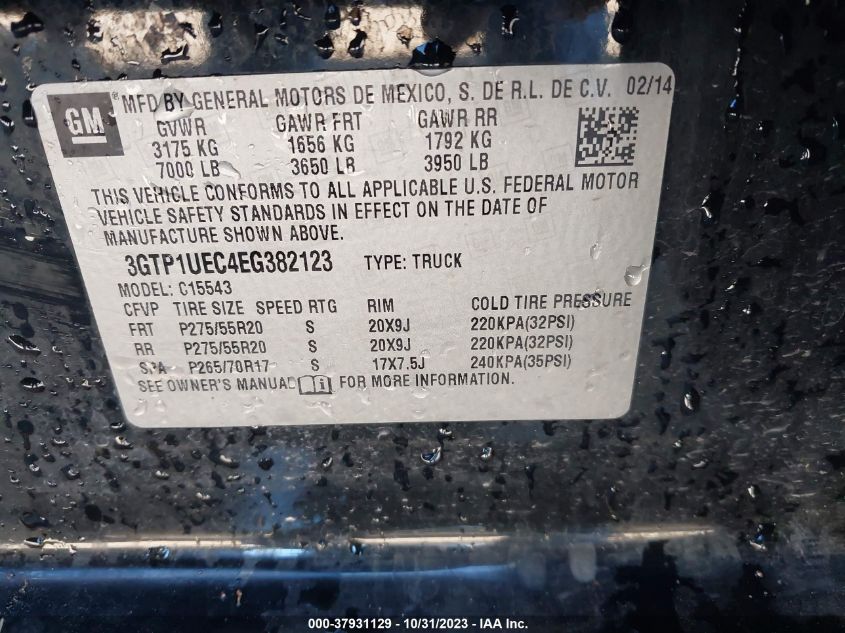 GM ® MFD BY GENERAL MOTORS DE MEXICO, S. DE R.L. DE C.V. 02/14
GVWR GAWR FRT GAWR RR
3175 KG 1656 KG 1792 KG
7000 LB 3650 LB 3950 LB
THIS VEHICLE CONFORMS TO ALL APPLICABLE U.S. FEDERAL MOTOR
VEHICLE SAFETY STANDARDS IN EFFECT ON THE DATE OF
MANUFACTURE SHOWN ABOVE.
3GTP1UEC4EG382123 TYPE: TRUCK
MODEL: C15543
CFVP TIRE SIZE SPEED RTG RIM COLD TIRE PRESSURE
FRT P275/55R20 S 20X9J 220KPA(32PSI)
RR P275/55R20 S 20X9J 220KPA(32PSI)
SPA P265/70R17 S 17X7.5J 240KPA(35PSI)
SEE OWNER'S MANUAL i FOR MORE INFORMATION.
000-37931129 - 10/31/2023 - IAA Inc.